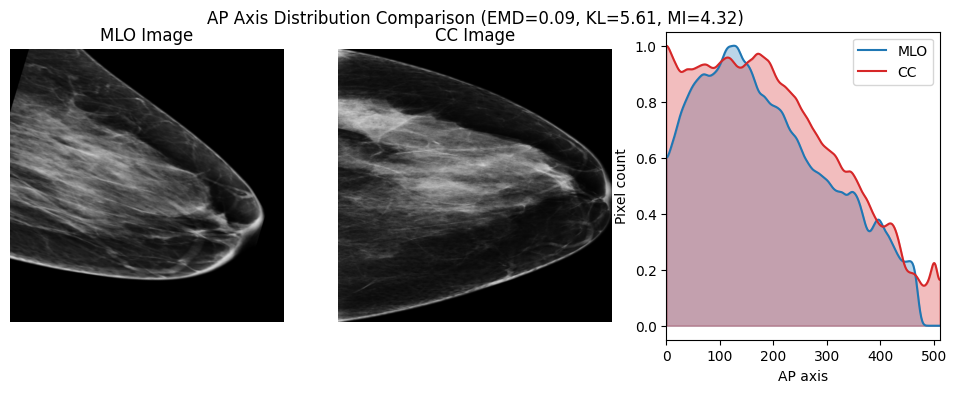 AP Axis Distribution Comparison (EMD=0.09, KL=5.61, MI=4.32)
MLO Image
CC Image
MLO
CC
Pixel count
1.0
0.8
0.6
0.4
0.2
0.0
0 100 200 300 400 500
AP axis